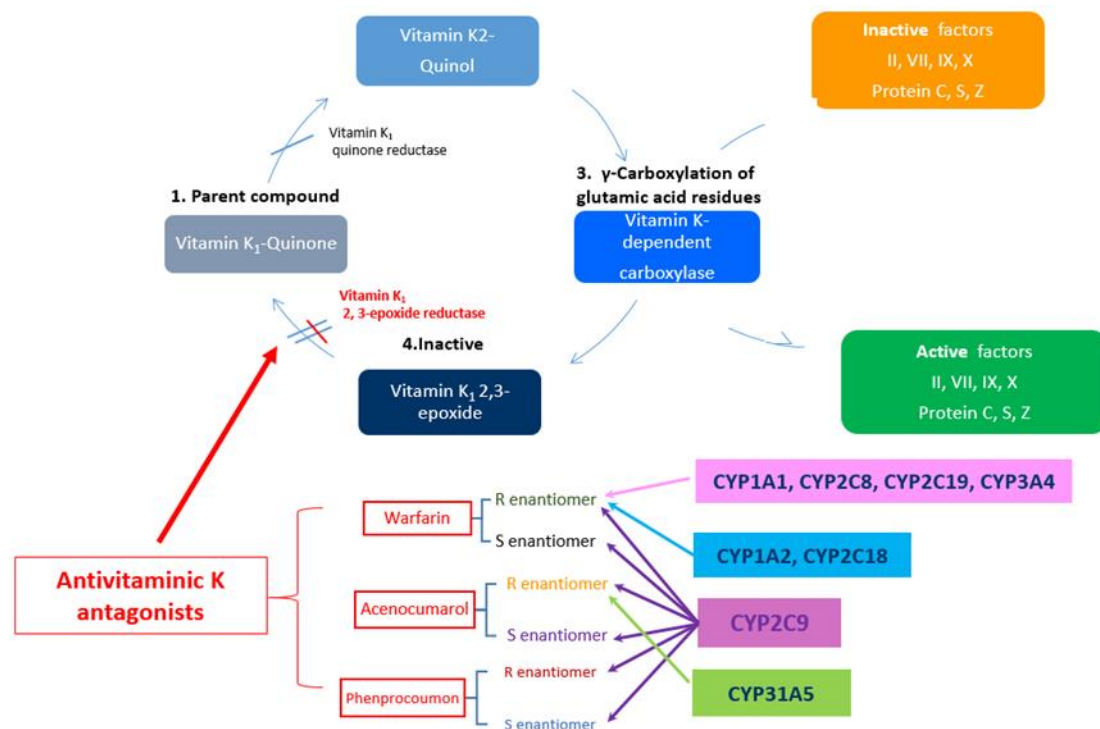 Vitamin K2-
Quinol
Inactive factors
II, VII, IX, X
Protein C, S, Z
Vitamin K₁
quinone reductase
1. Parent compound
Vitamin K₁-Quinone
3. γ-Carboxylation of
glutamic acid residues
Vitamin K-
dependent
carboxylase
Vitamin K₁
2, 3-epoxide reductase
4.Inactive
Vitamin K₁ 2,3-
epoxide
Active factors
II, VII, IX, X
Protein C, S, Z
Antivitaminic K
antagonists
Warfarin
R enantiomer
S enantiomer
Acenocumarol
R enantiomer
S enantiomer
Phenprocoumon
R enantiomer
S enantiomer
CYP1A1, CYP2C8, CYP2C19, CYP3A4
CYP1A2, CYP2C18
CYP2C9
CYP31A5